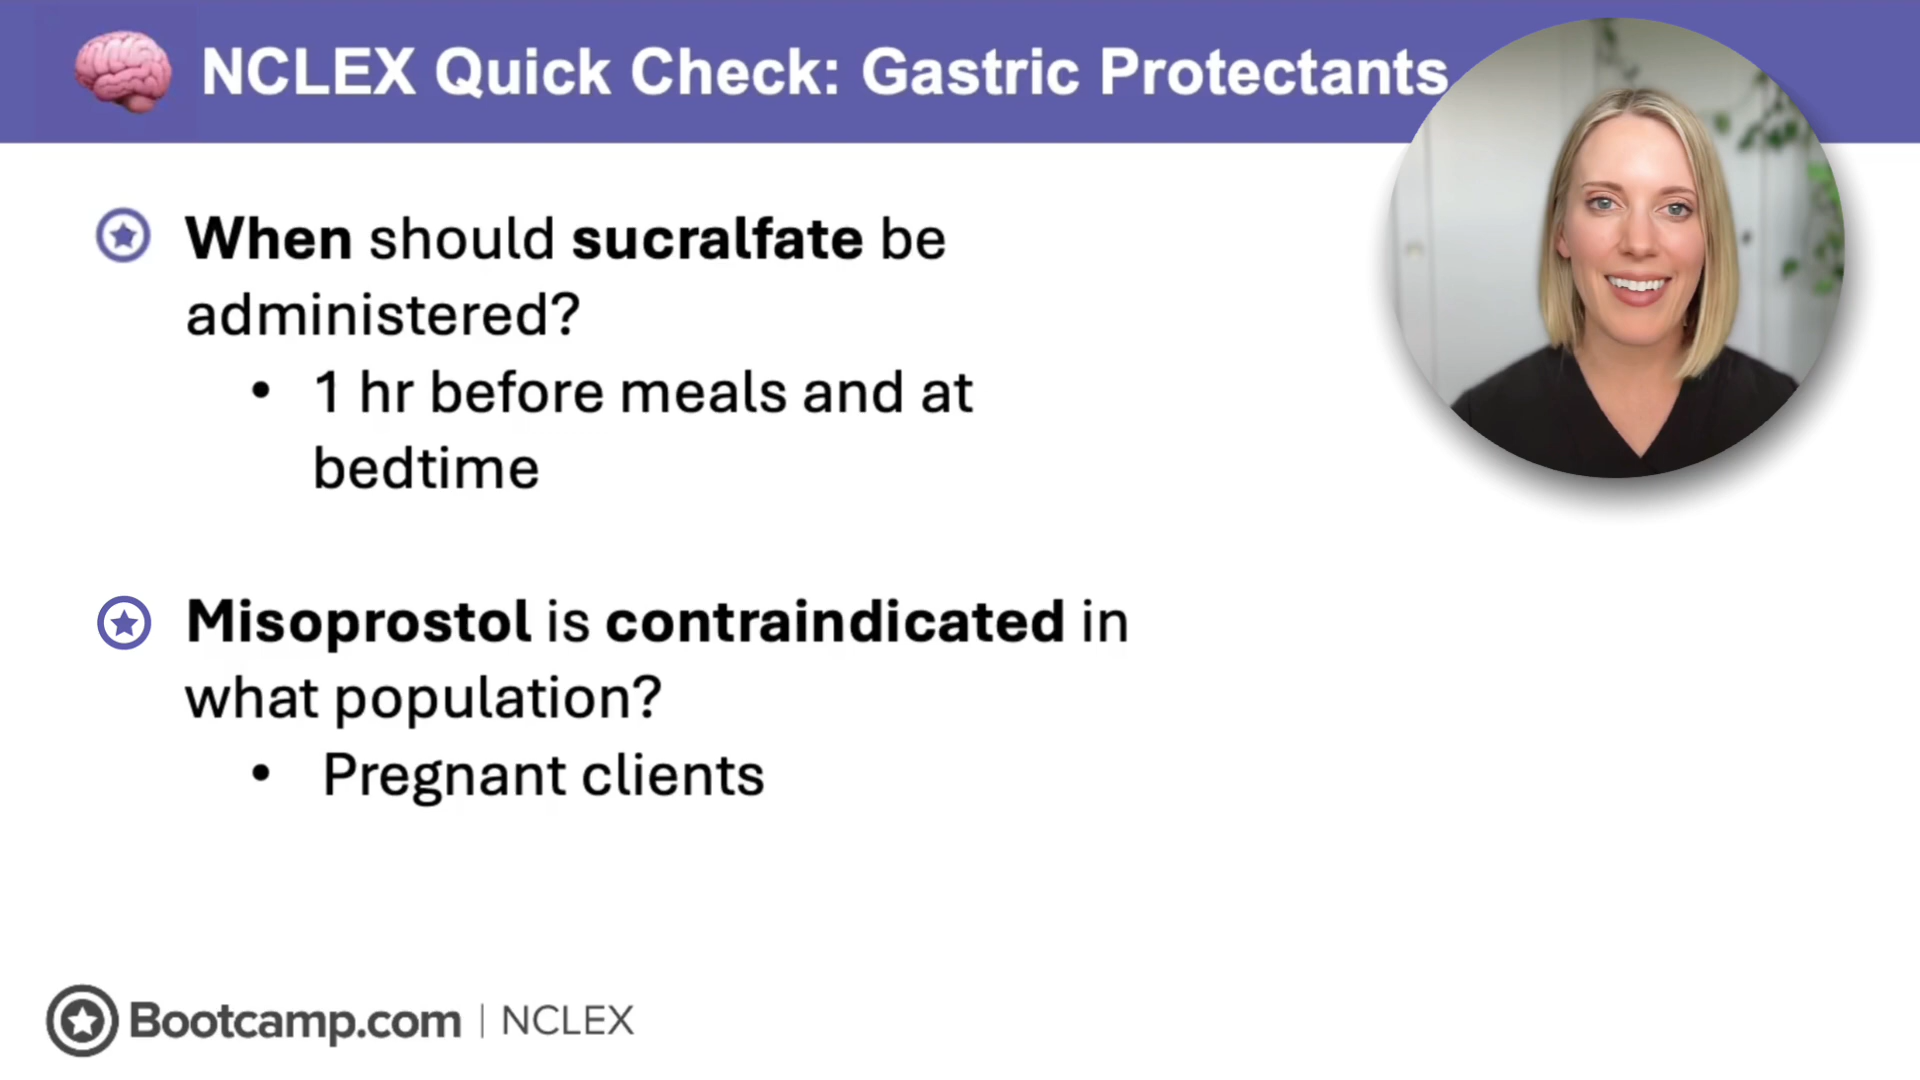 NCLEX Quick Check: Gastric Protectants
When should sucralfate be
administered?
• 1 hr before meals and at
bedtime
Misoprostol is contraindicated in
what population?
• Pregnant clients
Bootcamp.com | NCLEX